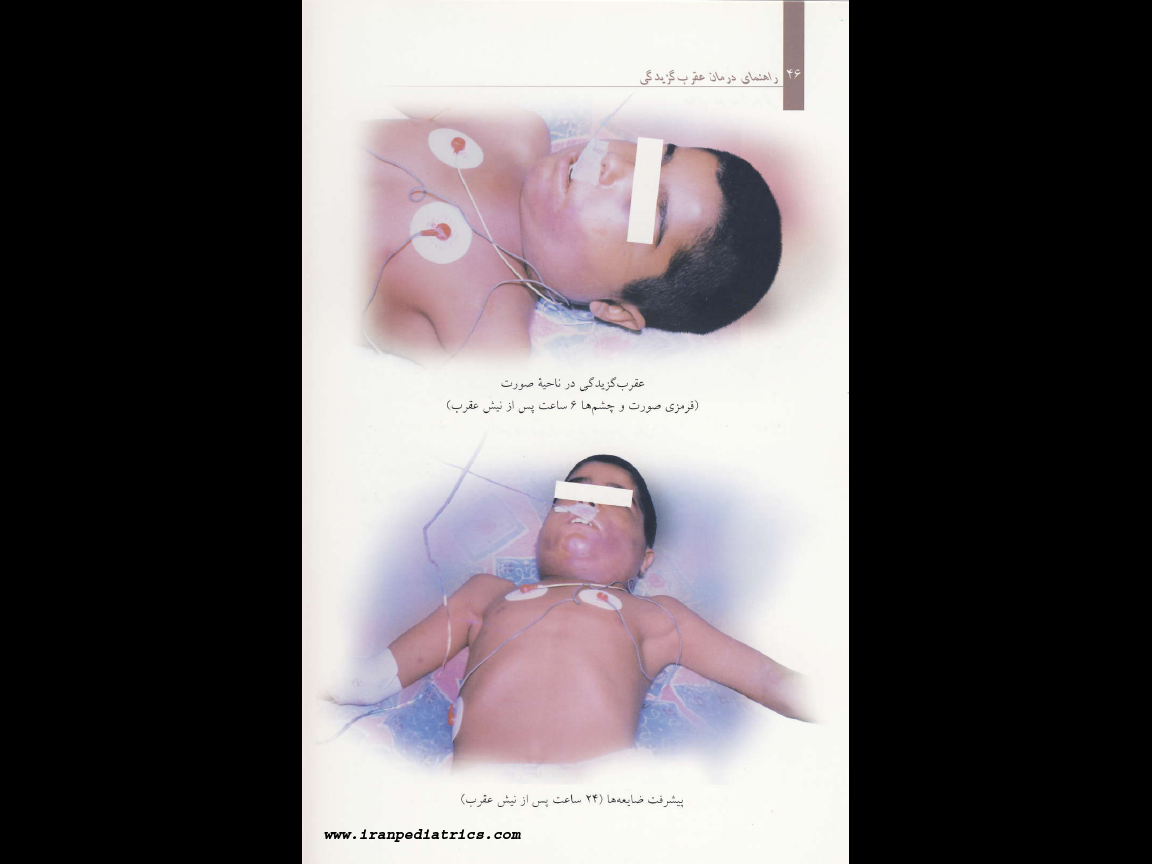 ۴۶ راهنمای درمان عقرب‌گزیدگی
عقرب‌گزیدگی در ناحیهٔ صورت
(قرمزی صورت و چشم‌ها ۶ ساعت پس از نیش عقرب)
پیشرفت ضایعه‌ها (۲۴ ساعت پس از نیش عقرب)
www.iranpediatrics.com